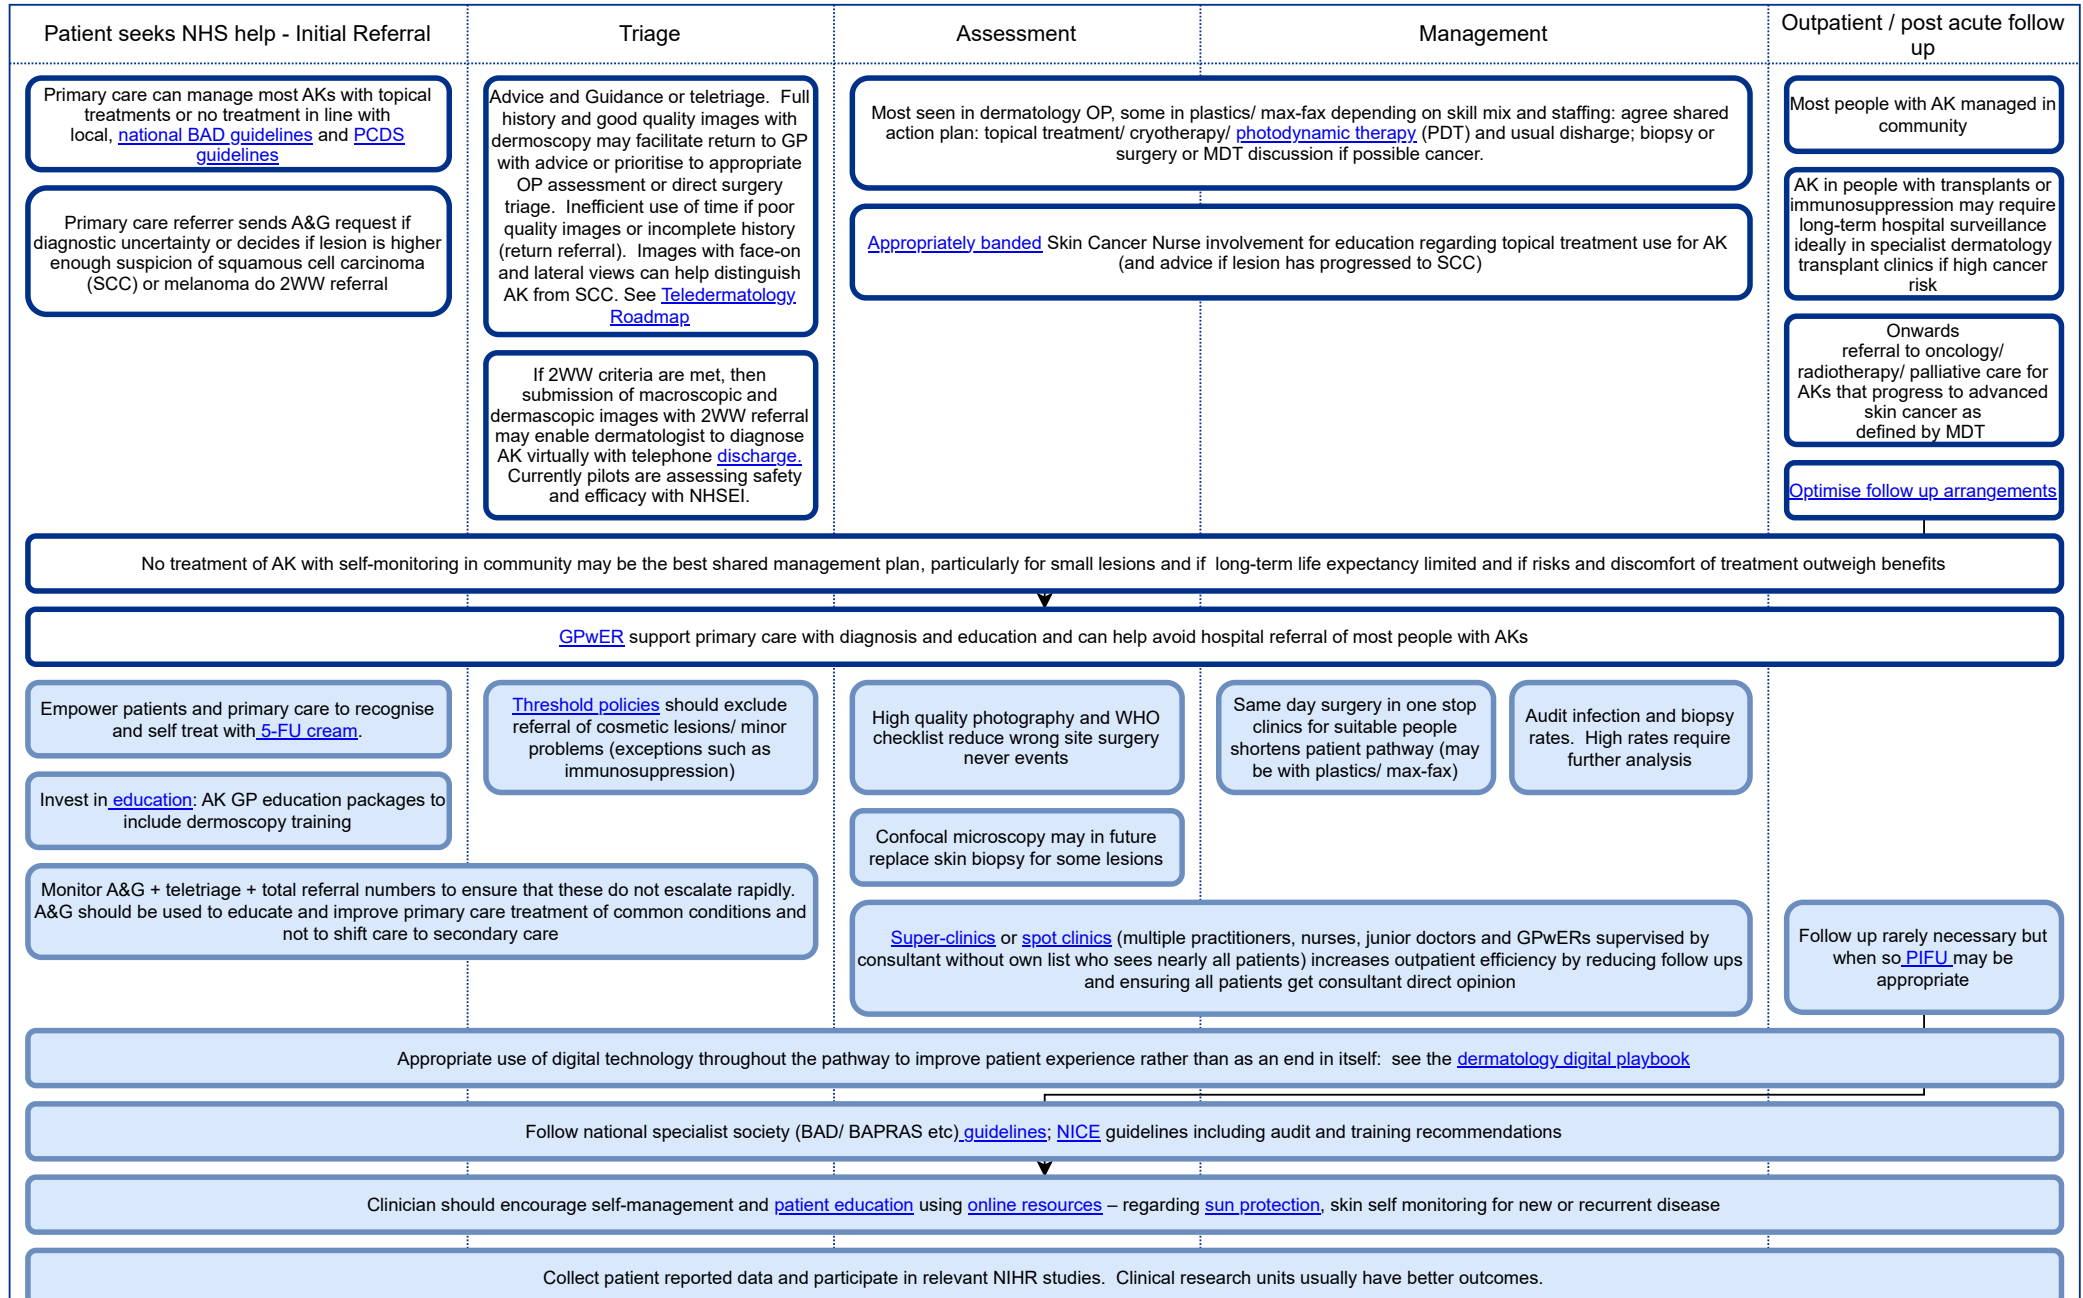 Patient seeks NHS help - Initial Referral
Triage
Assessment
Management
Outpatient / post acute follow
up
Primary care can manage most AKs with topical
treatments or no treatment in line with
local, national BAD guidelines and PCDS
guidelines
Primary care referrer sends A&G request if
diagnostic uncertainty or decides if lesion is higher
enough suspicion of squamous cell carcinoma
(SCC) or melanoma do 2WW referral
Advice and Guidance or teletriage.  Full
history and good quality images with
dermoscopy may facilitate return to GP
with advice or prioritise to appropriate
OP assessment or direct surgery
triage.  Inefficient use of time if poor
quality images or incomplete history
(return referral).  Images with face-on
and lateral views can help distinguish
AK from SCC. See Teledermatology
Roadmap
If 2WW criteria are met, then
submission of macroscopic and
dermascopic images with 2WW referral
may enable dermatologist to diagnose
AK virtually with telephone discharge.
Currently pilots are assessing safety
and efficacy with NHSEI.
Most seen in dermatology OP, some in plastics/ max-fax depending on skill mix and staffing: agree shared
action plan: topical treatment/ cryotherapy/ photodynamic therapy (PDT) and usual disharge; biopsy or
surgery or MDT discussion if possible cancer.
Appropriately banded Skin Cancer Nurse involvement for education regarding topical treatment use for AK
(and advice if lesion has progressed to SCC)
Most people with AK managed in
community
AK in people with transplants or
immunosuppression may require
long-term hospital surveillance
ideally in specialist dermatology
transplant clinics if high cancer
risk
Onwards
referral to oncology/
radiotherapy/ palliative care for
AKs that progress to advanced
skin cancer as
defined by MDT
Optimise follow up arrangements
No treatment of AK with self-monitoring in community may be the best shared management plan, particularly for small lesions and if  long-term life expectancy limited and if risks and discomfort of treatment outweigh benefits
GPwER support primary care with diagnosis and education and can help avoid hospital referral of most people with AKs
Empower patients and primary care to recognise
and self treat with 5-FU cream.
Invest in education: AK GP education packages to
include dermoscopy training
Monitor A&G + teletriage + total referral numbers to ensure that these do not escalate rapidly.
A&G should be used to educate and improve primary care treatment of common conditions and
not to shift care to secondary care
Threshold policies should exclude
referral of cosmetic lesions/ minor
problems (exceptions such as
immunosuppression)
High quality photography and WHO
checklist reduce wrong site surgery
never events
Confocal microscopy may in future
replace skin biopsy for some lesions
Same day surgery in one stop
clinics for suitable people
shortens patient pathway (may
be with plastics/ max-fax)
Audit infection and biopsy
rates.  High rates require
further analysis
Super-clinics or spot clinics (multiple practitioners, nurses, junior doctors and GPwERs supervised by
consultant without own list who sees nearly all patients) increases outpatient efficiency by reducing follow ups
and ensuring all patients get consultant direct opinion
Follow up rarely necessary but
when so PIFU may be
appropriate
Appropriate use of digital technology throughout the pathway to improve patient experience rather than as an end in itself:  see the dermatology digital playbook
Follow national specialist society (BAD/ BAPRAS etc) guidelines; NICE guidelines including audit and training recommendations
Clinician should encourage self-management and patient education using online resources – regarding sun protection, skin self monitoring for new or recurrent disease
Collect patient reported data and participate in relevant NIHR studies.  Clinical research units usually have better outcomes.